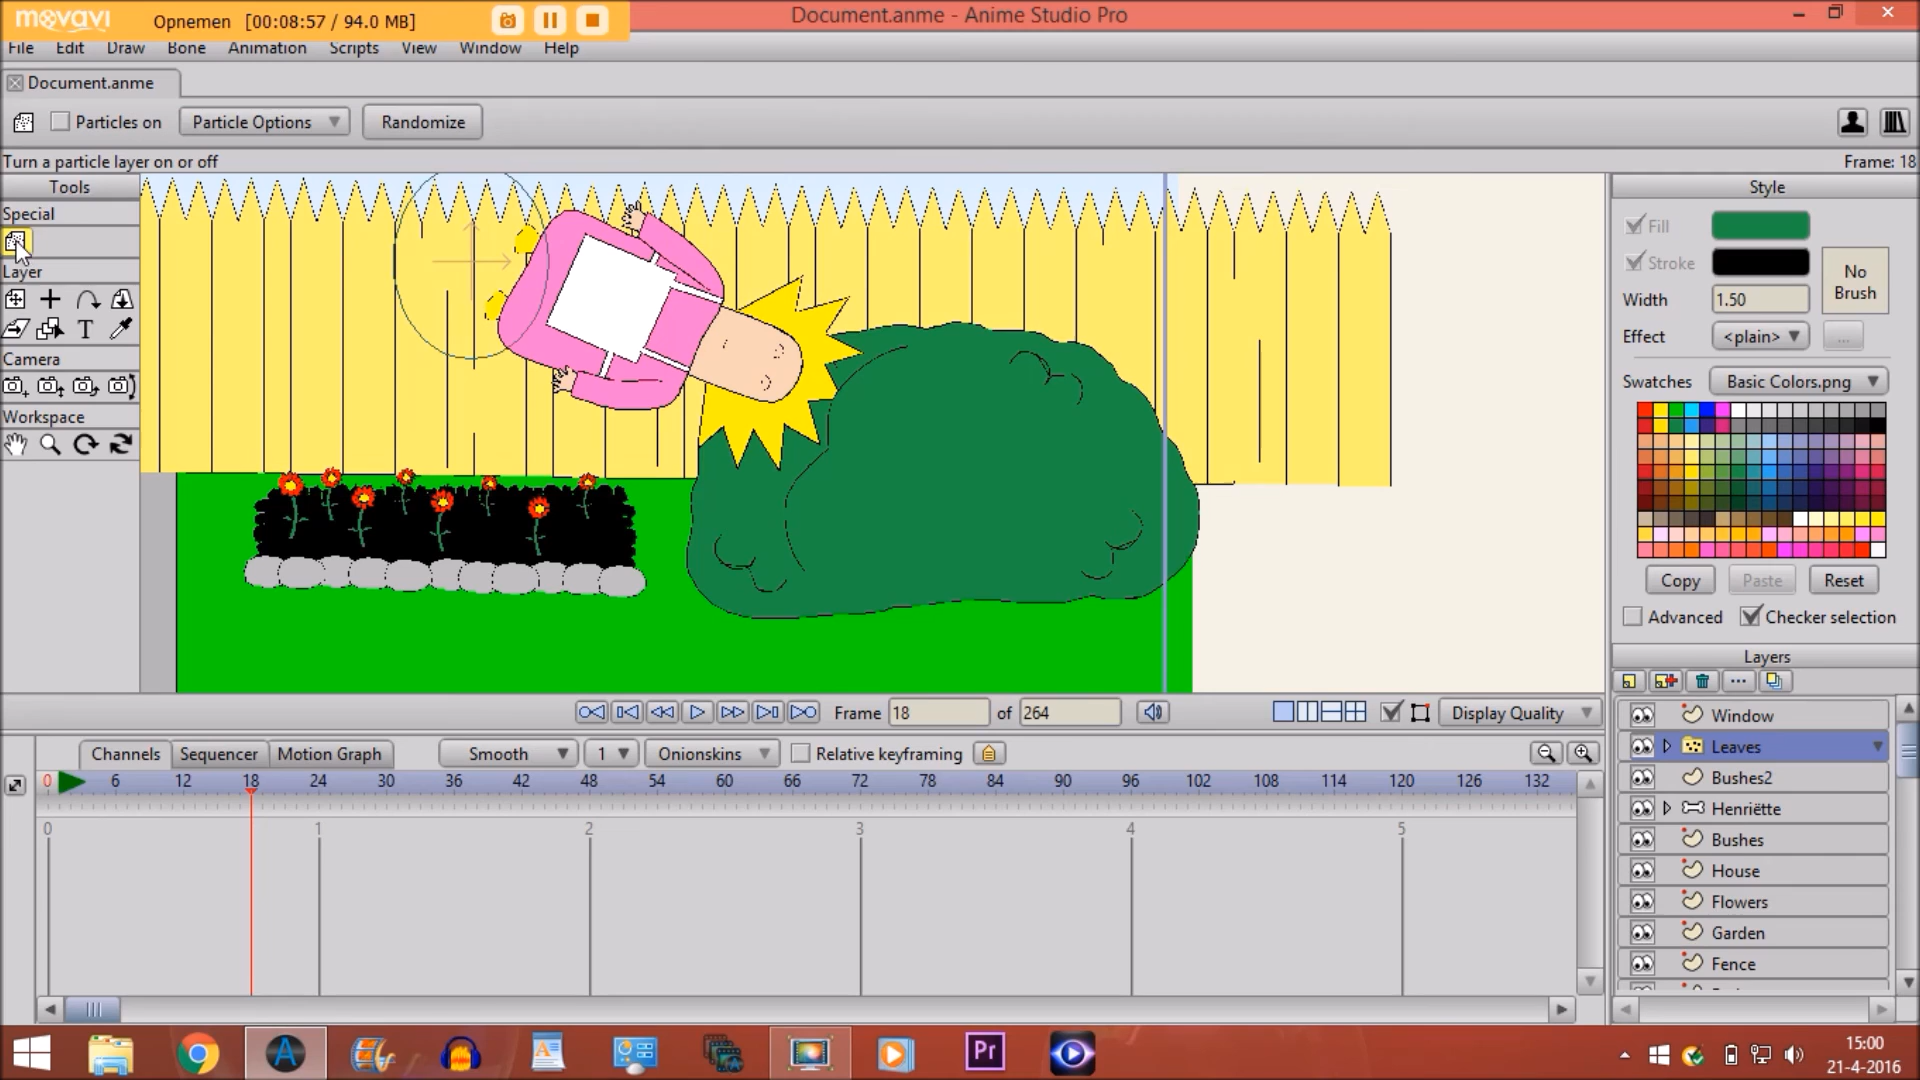 movavi Opnemen [00:08:57 / 94.0 MB]
Document.anme - Anime Studio Pro
File Edit Draw Bone Animation Scripts View Window Help
Document.anme
Particles on Particle Options Randomize
Turn a particle layer on or off
Frame: 18
Tools
Special
Layer
T
Camera
Workspace
Style
Fill
Stroke
No
Brush
Width 1.50
Effect <plain> ...
Swatches Basic Colors.png
Copy Paste Reset
Advanced Checker selection
Layers
Window
Leaves
Bushes2
Henriëtte
Bushes
House
Flowers
Garden
Fence
Frame 18 of 264
Display Quality
Channels Sequencer Motion Graph Smooth 1 Onionskins Relative keyframing
0 6 12 18 24 30 36 42 48 54 60 66 72 78 84 90 96 102 108 114 120 126 132
0 1 2 3 4 5
Pr
15:00
21-4-2016